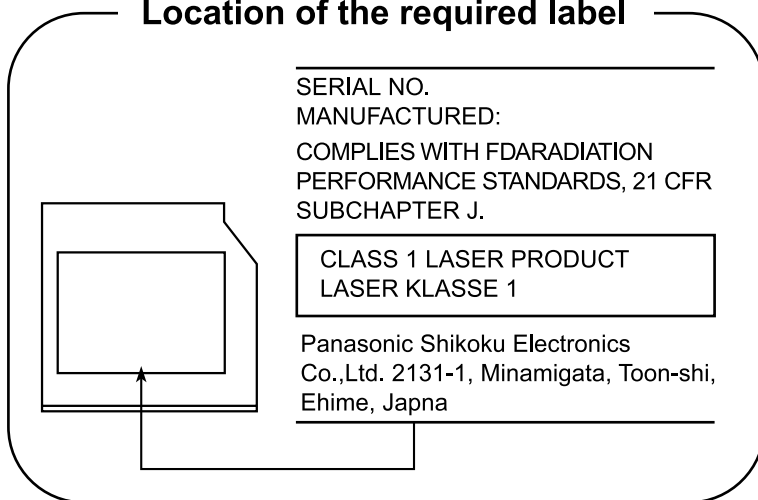 Location of the required label
SERIAL NO.
MANUFACTURED:
COMPLIES WITH FDARADIATION
PERFORMANCE STANDARDS, 21 CFR
SUBCHAPTER J.
CLASS 1 LASER PRODUCT
LASER KLASSE 1
Panasonic Shikoku Electronics
Co.,Ltd. 2131-1, Minamigata, Toon-shi,
Ehime, Japna